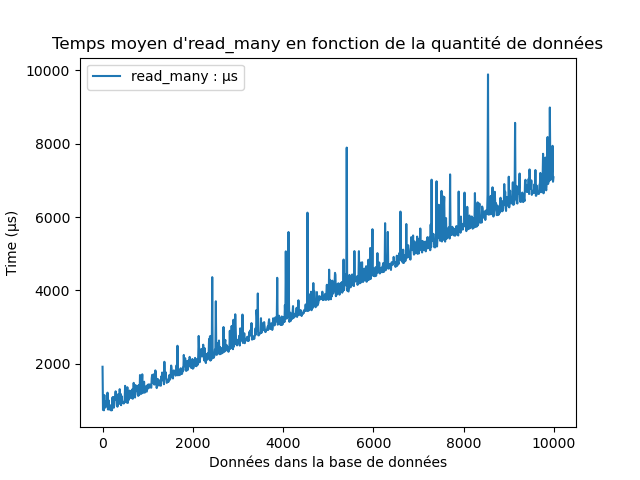 Temps moyen d'read_many en fonction de la quantité de données
read_many : µs
10000
8000
6000
4000
2000
Time (µs)
0 2000 4000 6000 8000 10000
Données dans la base de données